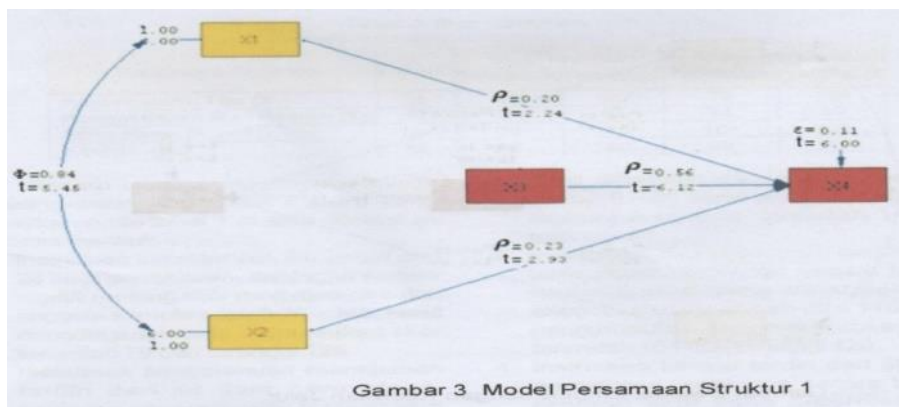 1.00
X1
ρ=0.20
t=2.24
ε=0.11
t=6.00
Φ=0.84
t=5.45
X3
ρ=0.56
t=6.12
X4
ρ=0.23
t=2.93
X2
6.00
1.00
Gambar 3 Model Persamaan Struktur 1